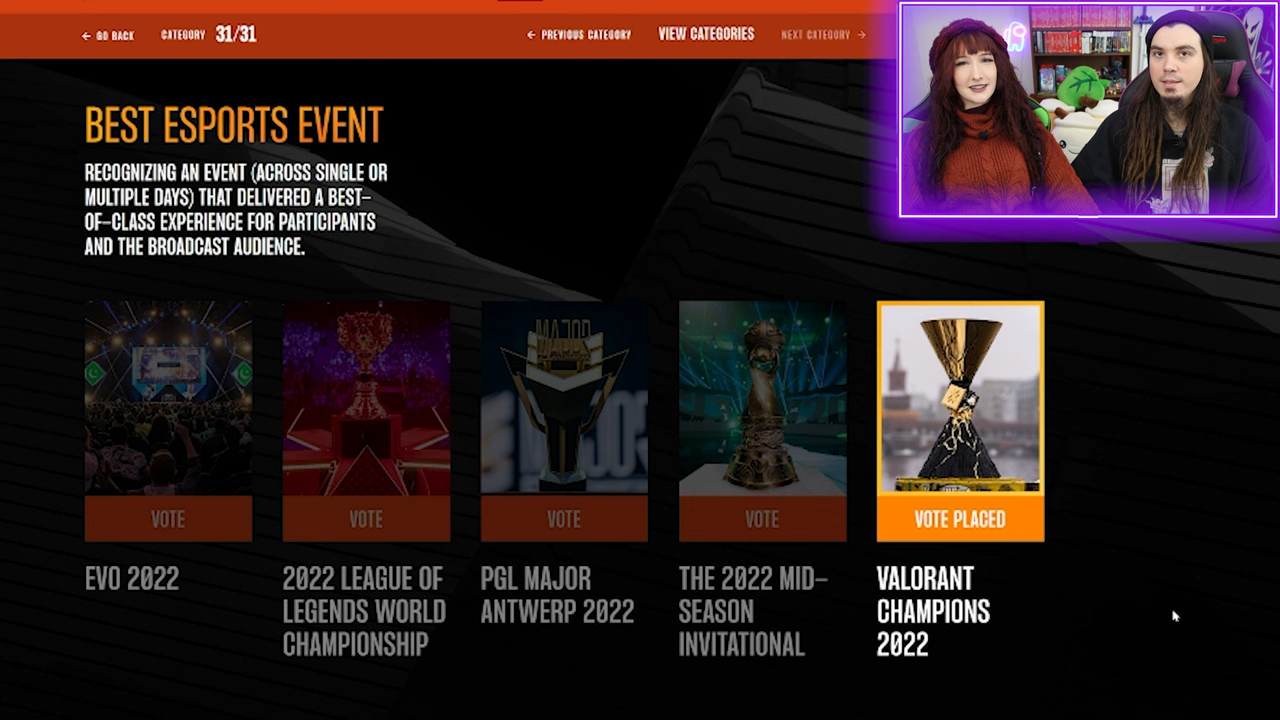 ← GO BACK
CATEGORY 31/31
← PREVIOUS CATEGORY
VIEW CATEGORIES
NEXT CATEGORY →
BEST ESPORTS EVENT
RECOGNIZING AN EVENT (ACROSS SINGLE OR
MULTIPLE DAYS) THAT DELIVERED A BEST-
OF-CLASS EXPERIENCE FOR PARTICIPANTS
AND THE BROADCAST AUDIENCE.
MAJOR
MAJOR
VOTE
VOTE
VOTE
VOTE
VOTE PLACED
EVO 2022
2022 LEAGUE OF
LEGENDS WORLD
CHAMPIONSHIP
PGL MAJOR
ANTWERP 2022
THE 2022 MID-
SEASON
INVITATIONAL
VALORANT
CHAMPIONS
2022